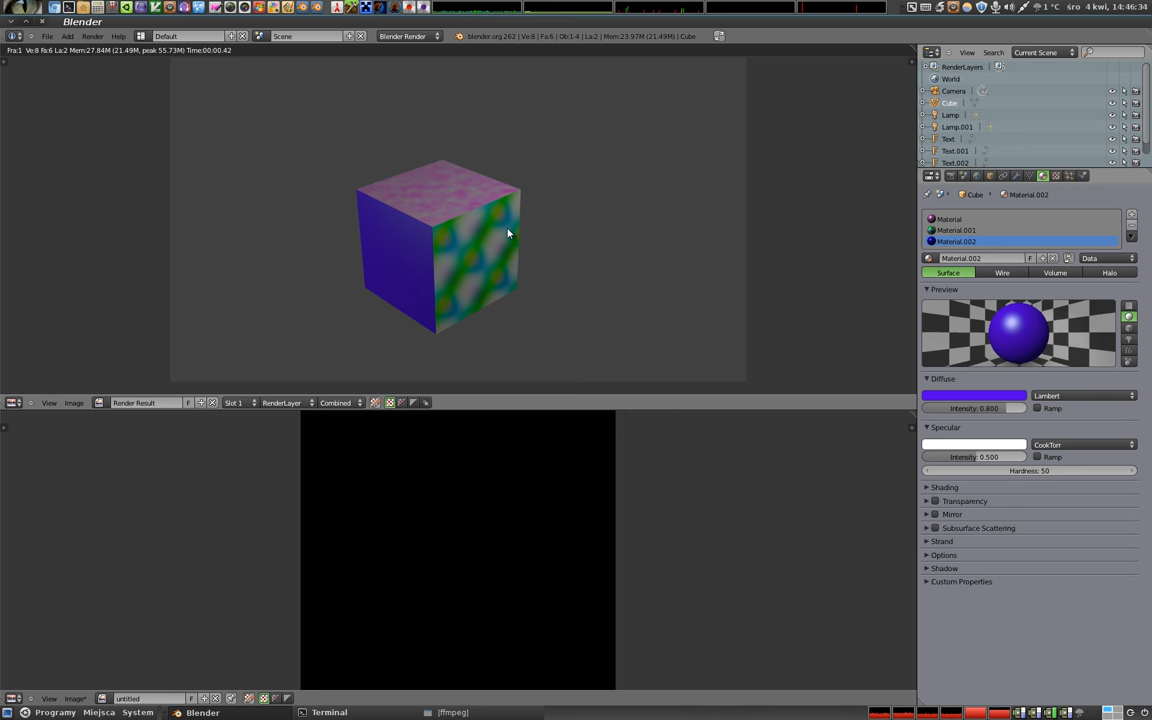 1 °C śro 4 kwi, 14:46:34
Blender
File Add Render Help Default Scene Blender Render blender.org 262 | Ve:8 | Fa:6 | Ob:1-4 | La:2 | Mem:23.97M (21.49M) | Cube
Fra:1 Ve:8 Fa:6 La:2 Mem:27.84M (21.49M, peak 55.73M) Time:00:00.42
View Search Current Scene
RenderLayers
World
Camera
Cube
Lamp
Lamp.001
Text
Text.001
Text.002
Cube Material.002
Material
Material.001
Material.002
Material.002 F Data
Surface Wire Volume Halo
Preview
Diffuse
Lambert
Intensity: 0.800 Ramp
Specular
CookTorr
Intensity: 0.500 Ramp
Hardness: 50
Shading
Transparency
Mirror
Subsurface Scattering
Strand
Options
Shadow
Custom Properties
View Image Render Result F Slot 1 RenderLayer Combined
View Image* untitled F
Programy Miejsca System Blender Terminal [ffmpeg]